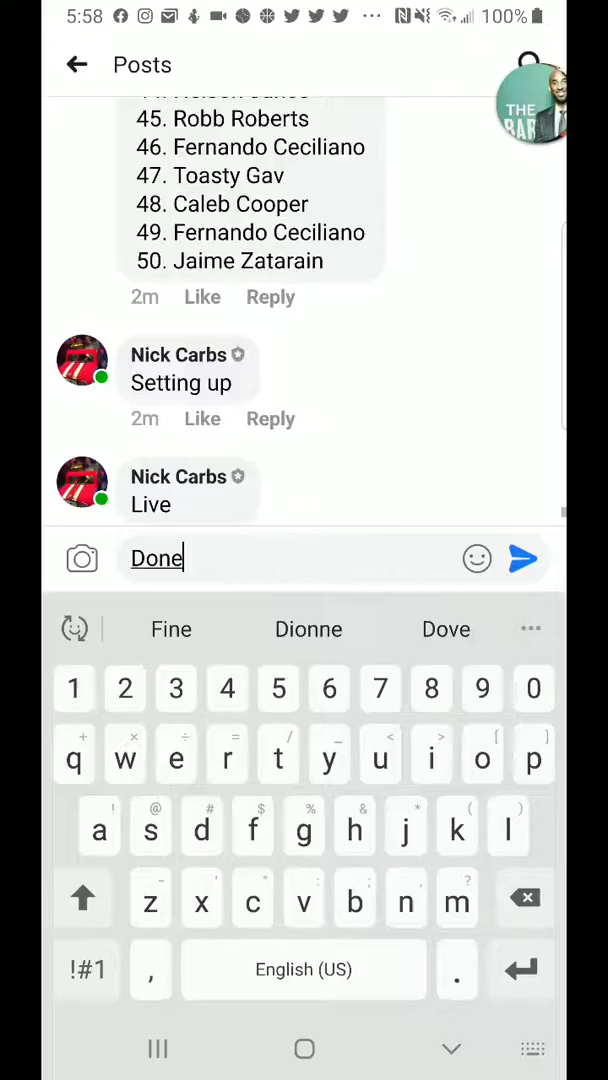 5:58 100%
Posts
THE
BAR
45. Robb Roberts
46. Fernando Ceciliano
47. Toasty Gav
48. Caleb Cooper
49. Fernando Ceciliano
50. Jaime Zatarain
2m Like Reply
Nick Carbs
Setting up
2m Like Reply
Nick Carbs
Live
Done
Fine Dionne Dove ...
1 2 3 4 5 6 7 8 9 0
+ × ÷ = / _ < > [ ]
q w e r t y u i o p
! @ # $ % & * ( )
a s d f g h j k l
- ' " : ; , ?
z x c v b n m
!#1 , English (US) .